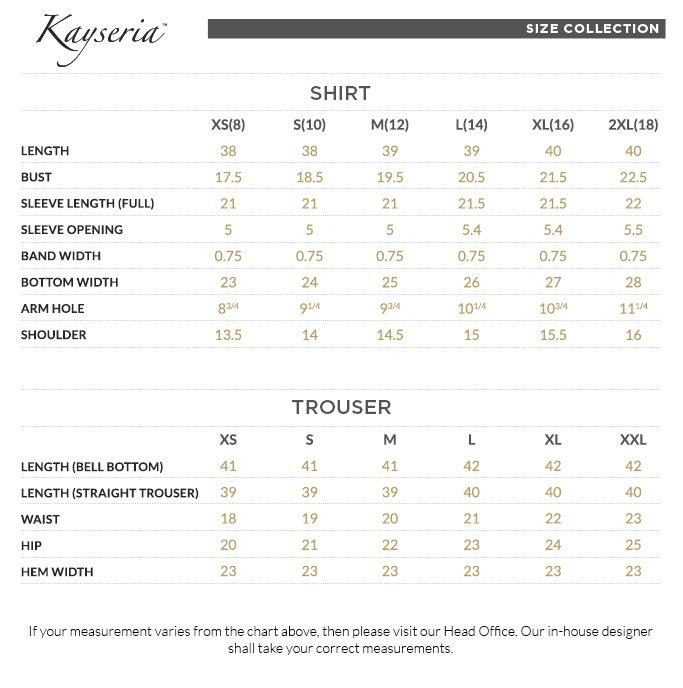 Kayseria™
SIZE COLLECTION
SHIRT
XS(8) S(10) M(12) L(14) XL(16) 2XL(18)
LENGTH 38 38 39 39 40 40
BUST 17.5 18.5 19.5 20.5 21.5 22.5
SLEEVE LENGTH (FULL) 21 21 21 21.5 21.5 22
SLEEVE OPENING 5 5 5 5.4 5.4 5.5
BAND WIDTH 0.75 0.75 0.75 0.75 0.75 0.75
BOTTOM WIDTH 23 24 25 26 27 28
ARM HOLE 8 3/4 9 1/4 9 3/4 10 1/4 10 3/4 11 1/4
SHOULDER 13.5 14 14.5 15 15.5 16
TROUSER
XS S M L XL XXL
LENGTH (BELL BOTTOM) 41 41 41 42 42 42
LENGTH (STRAIGHT TROUSER) 39 39 39 40 40 40
WAIST 18 19 20 21 22 23
HIP 20 21 22 23 24 25
HEM WIDTH 23 23 23 23 23 23
If your measurement varies from the chart above, then please visit our Head Office. Our in-house designer
shall take your correct measurements.